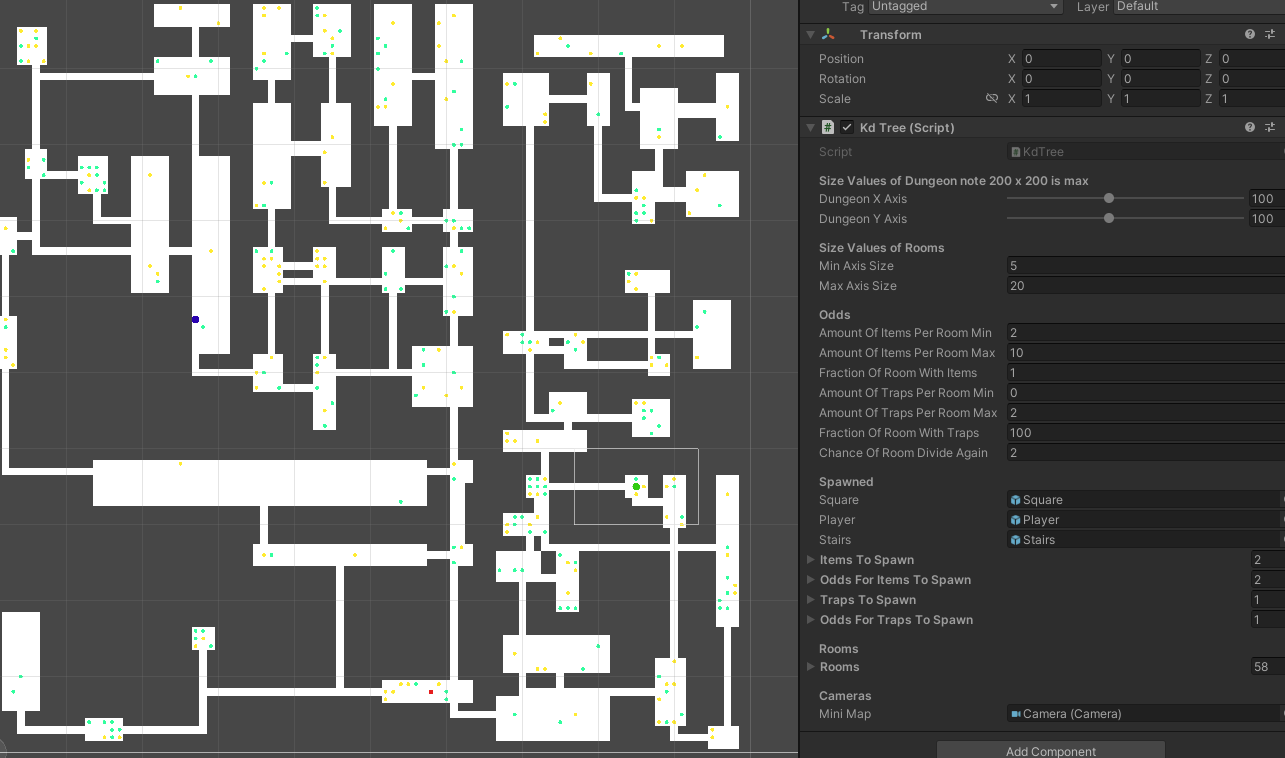 Tag Untagged Layer Default
Transform
Position X 0 Y 0 Z 0
Rotation X 0 Y 0 Z 0
Scale X 1 Y 1 Z 1
Kd Tree (Script)
Script KdTree
Size Values of Dungeon note 200 x 200 is max
Dungeon X Axis 100
Dungeon Y Axis 100
Size Values of Rooms
Min Axis Size 5
Max Axis Size 20
Odds
Amount Of Items Per Room Min 2
Amount Of Items Per Room Max 10
Fraction Of Room With Items 1
Amount Of Traps Per Room Min 0
Amount Of Traps Per Room Max 2
Fraction Of Room With Traps 100
Chance Of Room Divide Again 2
Spawned
Square Square
Player Player
Stairs Stairs
Items To Spawn 2
Odds For Items To Spawn 2
Traps To Spawn 1
Odds For Traps To Spawn 1
Rooms
Rooms 58
Cameras
Mini Map Camera (Camera)
Add Component